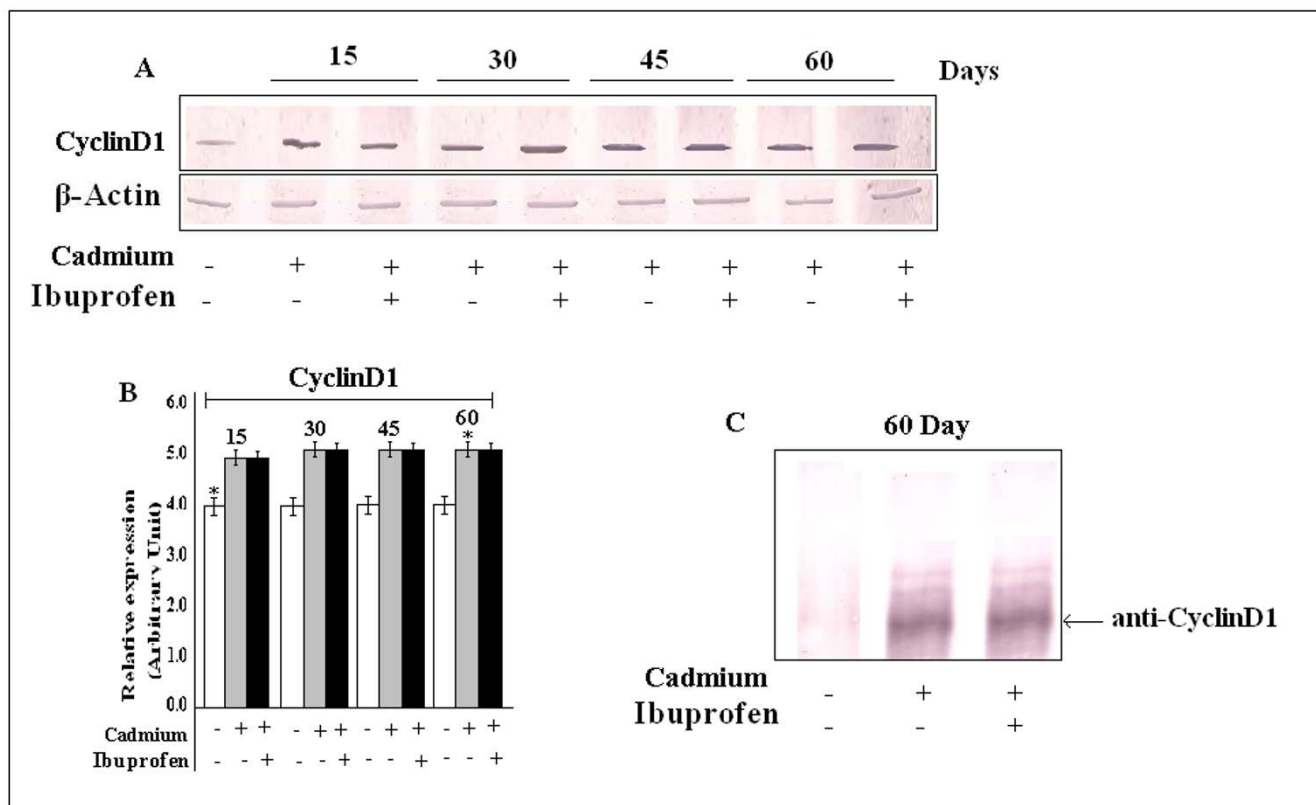 A 15 30 45 60 Days
CyclinD1
β-Actin
Cadmium - + + + + + + + +
Ibuprofen - - + - + - + - +
B CyclinD1
6.0
5.0
4.0
3.0
2.0
1.0
0.0
Relative expression
(Arbitrary Unit)
15 30 45 60
* *
Cadmium - + + - + + - + + - + +
Ibuprofen - - + - - + - - + - - +
C 60 Day
anti-CyclinD1
Cadmium - + +
Ibuprofen - - +